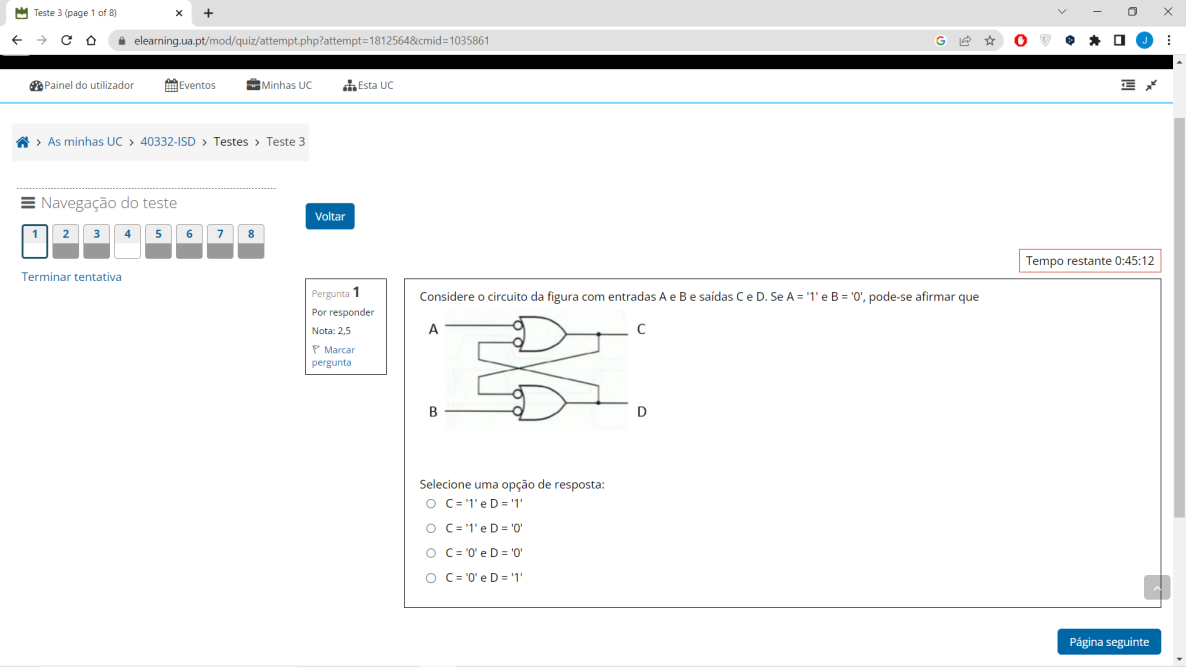 Teste 3 (page 1 of 8)
elearning.ua.pt/mod/quiz/attempt.php?attempt=1812564&cmid=1035861
J
Painel do utilizador Eventos Minhas UC Esta UC
As minhas UC > 40332-ISD > Testes > Teste 3
Navegação do teste
1 2 3 4 5 6 7 8
Terminar tentativa
Voltar
Tempo restante 0:45:12
Pergunta 1
Por responder
Nota: 2,5
Marcar
pergunta
Considere o circuito da figura com entradas A e B e saídas C e D. Se A = '1' e B = '0', pode-se afirmar que
A C
B D
Selecione uma opção de resposta:
C = '1' e D = '1'
C = '1' e D = '0'
C = '0' e D = '0'
C = '0' e D = '1'
Página seguinte